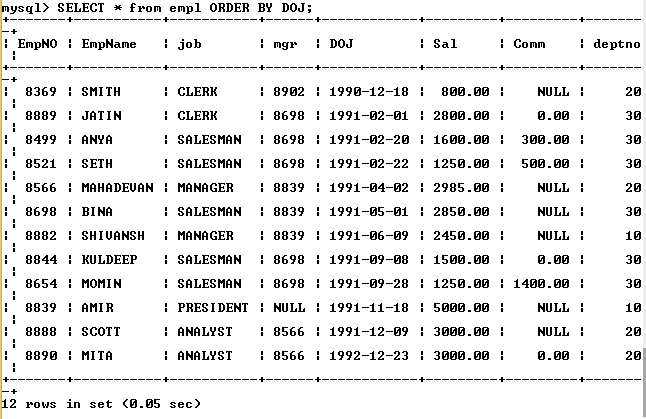 mysql> SELECT * from empl ORDER BY DOJ;
+-------+-----------+-----------+------+------------+---------+---------+-------
-+
| EmpNO | EmpName | job | mgr | DOJ | Sal | Comm | deptno
|
+-------+-----------+-----------+------+------------+---------+---------+-------
-+
| 8369 | SMITH | CLERK | 8902 | 1990-12-18 | 800.00 | NULL | 20
|
| 8889 | JATIN | CLERK | 8698 | 1991-02-01 | 2800.00 | 0.00 | 30
|
| 8499 | ANYA | SALESMAN | 8698 | 1991-02-20 | 1600.00 | 300.00 | 30
|
| 8521 | SETH | SALESMAN | 8698 | 1991-02-22 | 1250.00 | 500.00 | 30
|
| 8566 | MAHADEVAN | MANAGER | 8839 | 1991-04-02 | 2985.00 | NULL | 20
|
| 8698 | BINA | SALESMAN | 8839 | 1991-05-01 | 2850.00 | NULL | 30
|
| 8882 | SHIVANSH | MANAGER | 8839 | 1991-06-09 | 2450.00 | NULL | 10
|
| 8844 | KULDEEP | SALESMAN | 8698 | 1991-09-08 | 1500.00 | 0.00 | 30
|
| 8654 | MOMIN | SALESMAN | 8698 | 1991-09-28 | 1250.00 | 1400.00 | 30
|
| 8839 | AMIR | PRESIDENT | NULL | 1991-11-18 | 5000.00 | NULL | 10
|
| 8888 | SCOTT | ANALYST | 8566 | 1991-12-09 | 3000.00 | NULL | 20
|
| 8890 | MITA | ANALYST | 8566 | 1992-12-23 | 3000.00 | 0.00 | 20
|
+-------+-----------+-----------+------+------------+---------+---------+-------
-+
12 rows in set (0.05 sec)